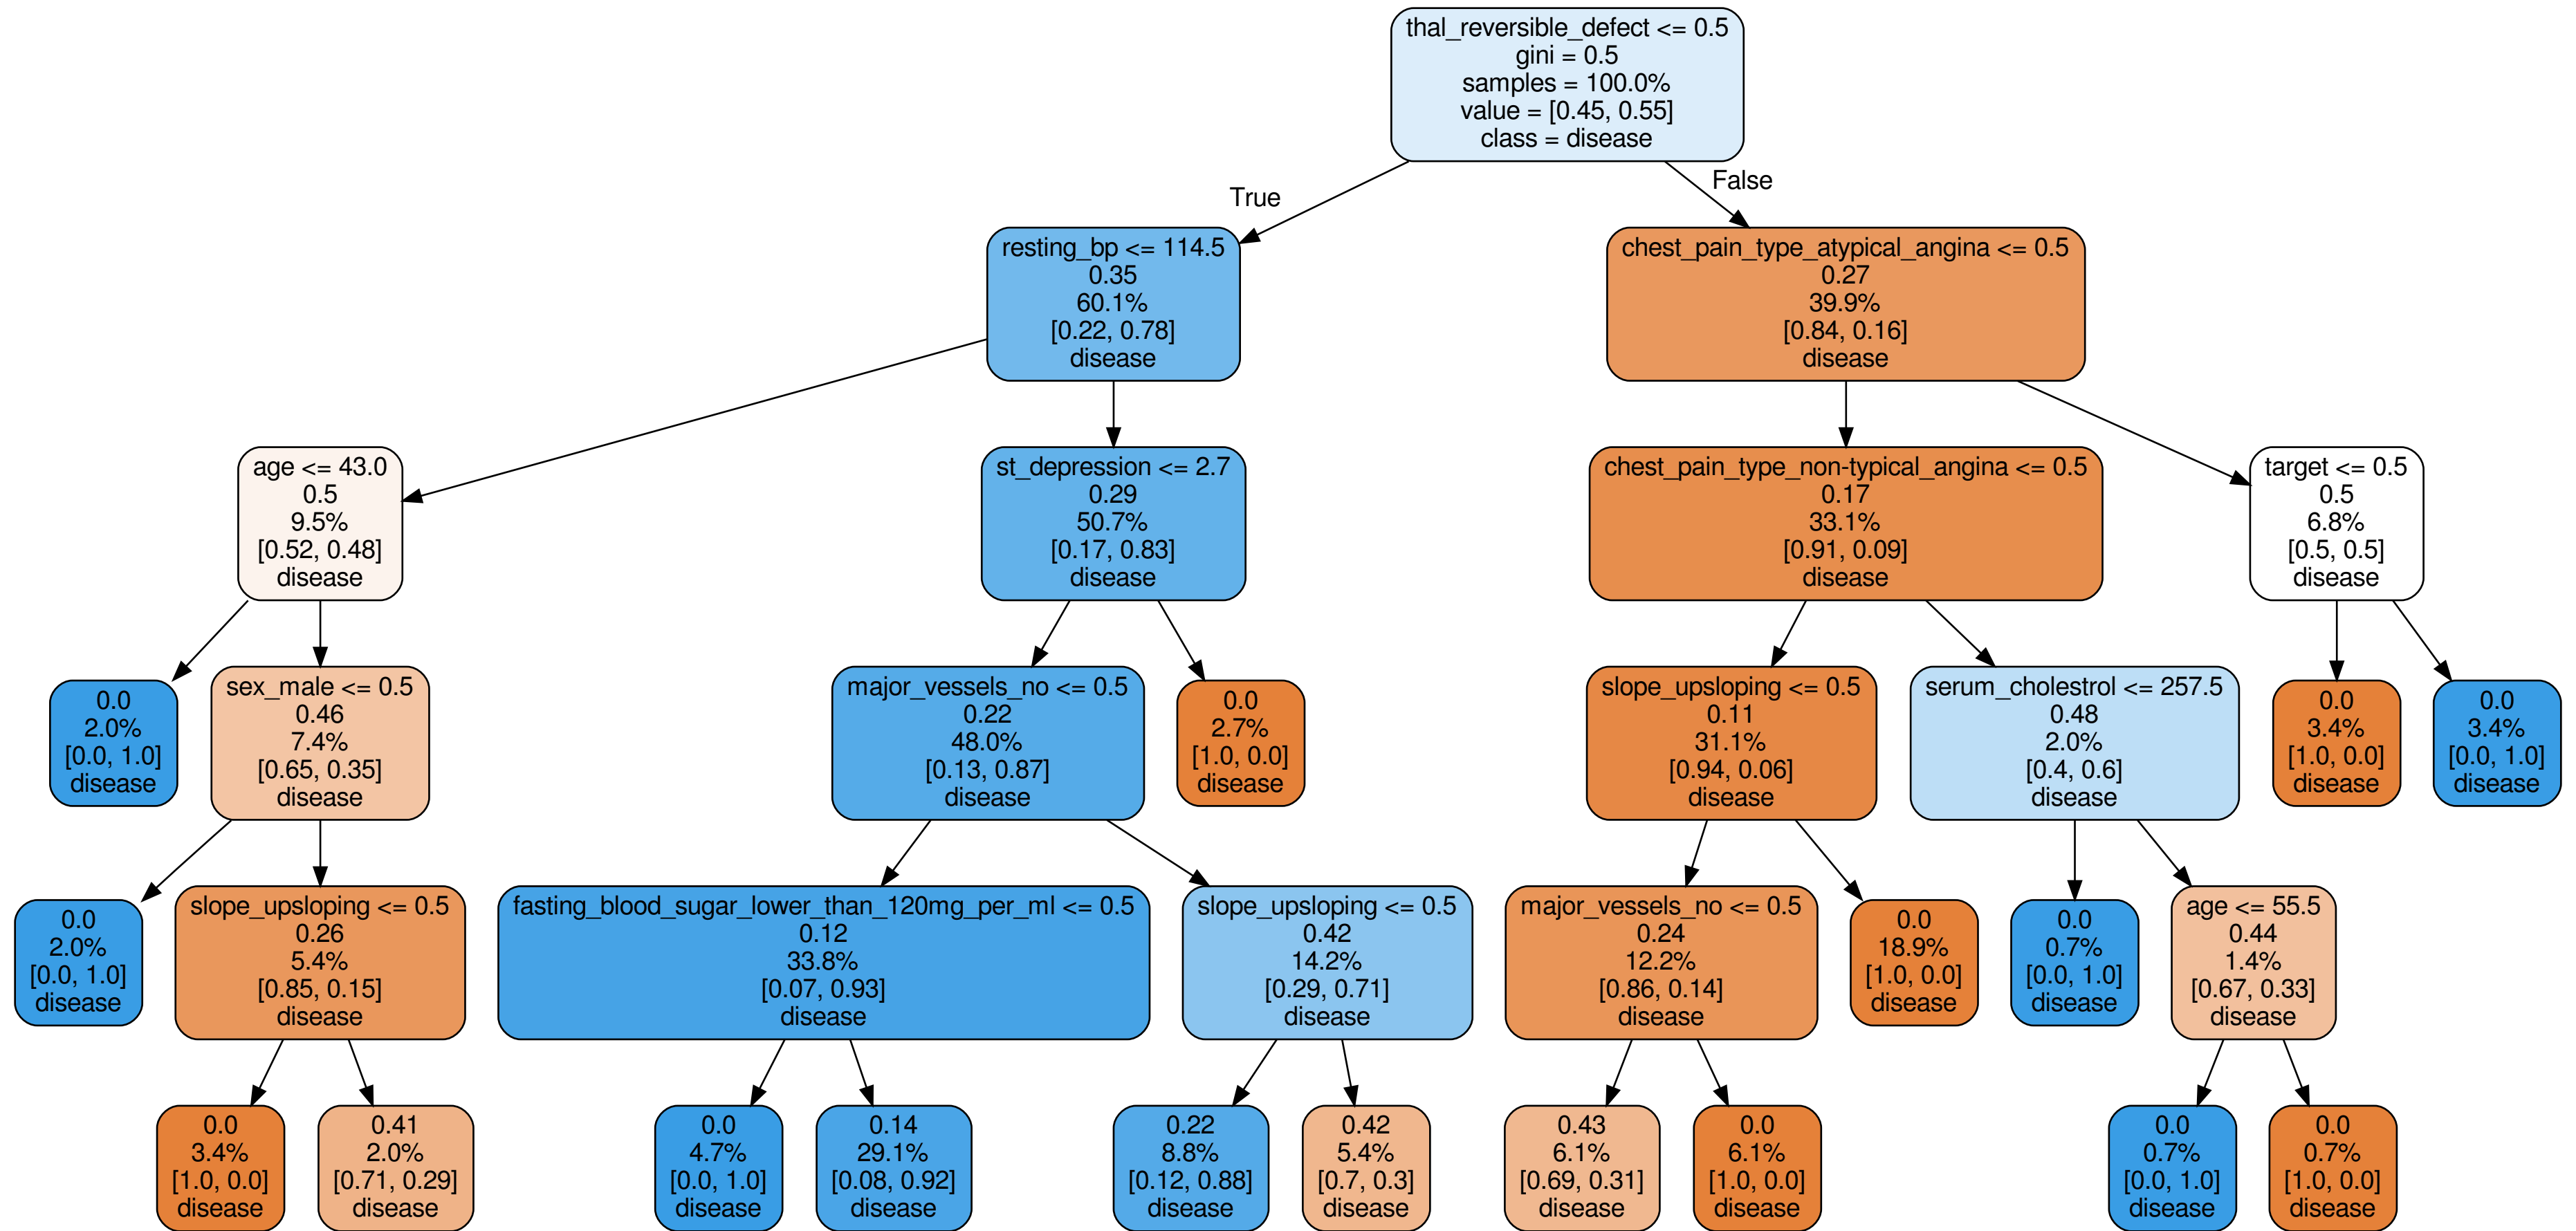 thal_reversible_defect <= 0.5
gini = 0.5
samples = 100.0%
value = [0.45, 0.55]
class = disease
True
False
resting_bp <= 114.5
0.35
60.1%
[0.22, 0.78]
disease
chest_pain_type_atypical_angina <= 0.5
0.27
39.9%
[0.84, 0.16]
disease
age <= 43.0
0.5
9.5%
[0.52, 0.48]
disease
st_depression <= 2.7
0.29
50.7%
[0.17, 0.83]
disease
chest_pain_type_non-typical_angina <= 0.5
0.17
33.1%
[0.91, 0.09]
disease
target <= 0.5
0.5
6.8%
[0.5, 0.5]
disease
0.0
2.0%
[0.0, 1.0]
disease
sex_male <= 0.5
0.46
7.4%
[0.65, 0.35]
disease
major_vessels_no <= 0.5
0.22
48.0%
[0.13, 0.87]
disease
0.0
2.7%
[1.0, 0.0]
disease
slope_upsloping <= 0.5
0.11
31.1%
[0.94, 0.06]
disease
serum_cholestrol <= 257.5
0.48
2.0%
[0.4, 0.6]
disease
0.0
3.4%
[1.0, 0.0]
disease
0.0
3.4%
[0.0, 1.0]
disease
0.0
2.0%
[0.0, 1.0]
disease
slope_upsloping <= 0.5
0.26
5.4%
[0.85, 0.15]
disease
fasting_blood_sugar_lower_than_120mg_per_ml <= 0.5
0.12
33.8%
[0.07, 0.93]
disease
slope_upsloping <= 0.5
0.42
14.2%
[0.29, 0.71]
disease
major_vessels_no <= 0.5
0.24
12.2%
[0.86, 0.14]
disease
0.0
18.9%
[1.0, 0.0]
disease
0.0
0.7%
[0.0, 1.0]
disease
age <= 55.5
0.44
1.4%
[0.67, 0.33]
disease
0.0
3.4%
[1.0, 0.0]
disease
0.41
2.0%
[0.71, 0.29]
disease
0.0
4.7%
[0.0, 1.0]
disease
0.14
29.1%
[0.08, 0.92]
disease
0.22
8.8%
[0.12, 0.88]
disease
0.42
5.4%
[0.7, 0.3]
disease
0.43
6.1%
[0.69, 0.31]
disease
0.0
6.1%
[1.0, 0.0]
disease
0.0
0.7%
[0.0, 1.0]
disease
0.0
0.7%
[1.0, 0.0]
disease